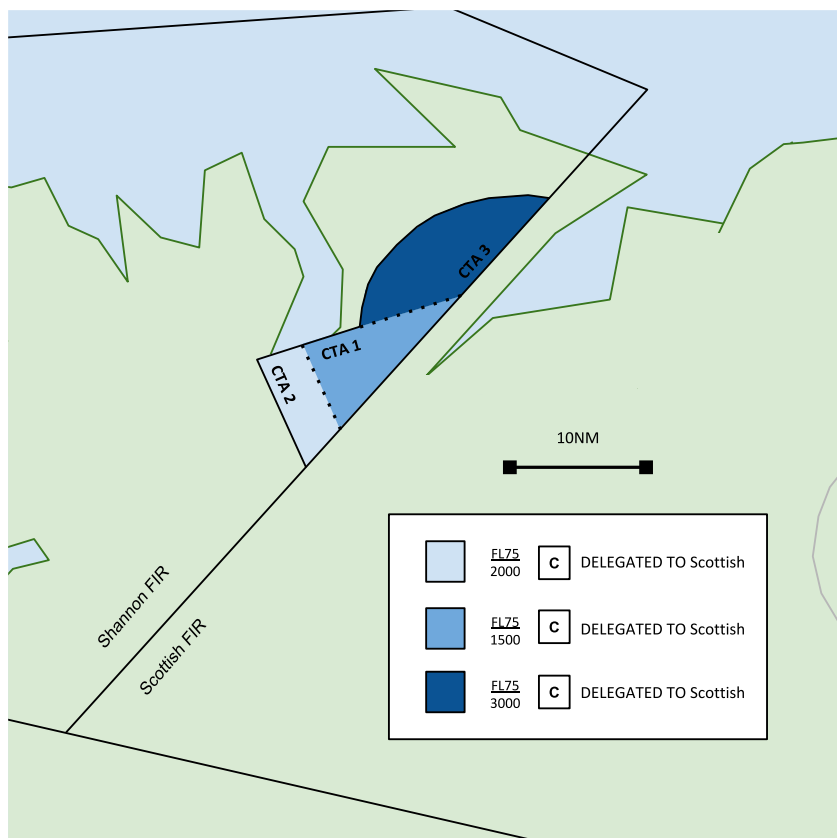 CTA 3
CTA 1
CTA 2
10NM
FL75
2000
C
DELEGATED TO Scottish
FL75
1500
C
DELEGATED TO Scottish
FL75
3000
C
DELEGATED TO Scottish
Shannon FIR
Scottish FIR